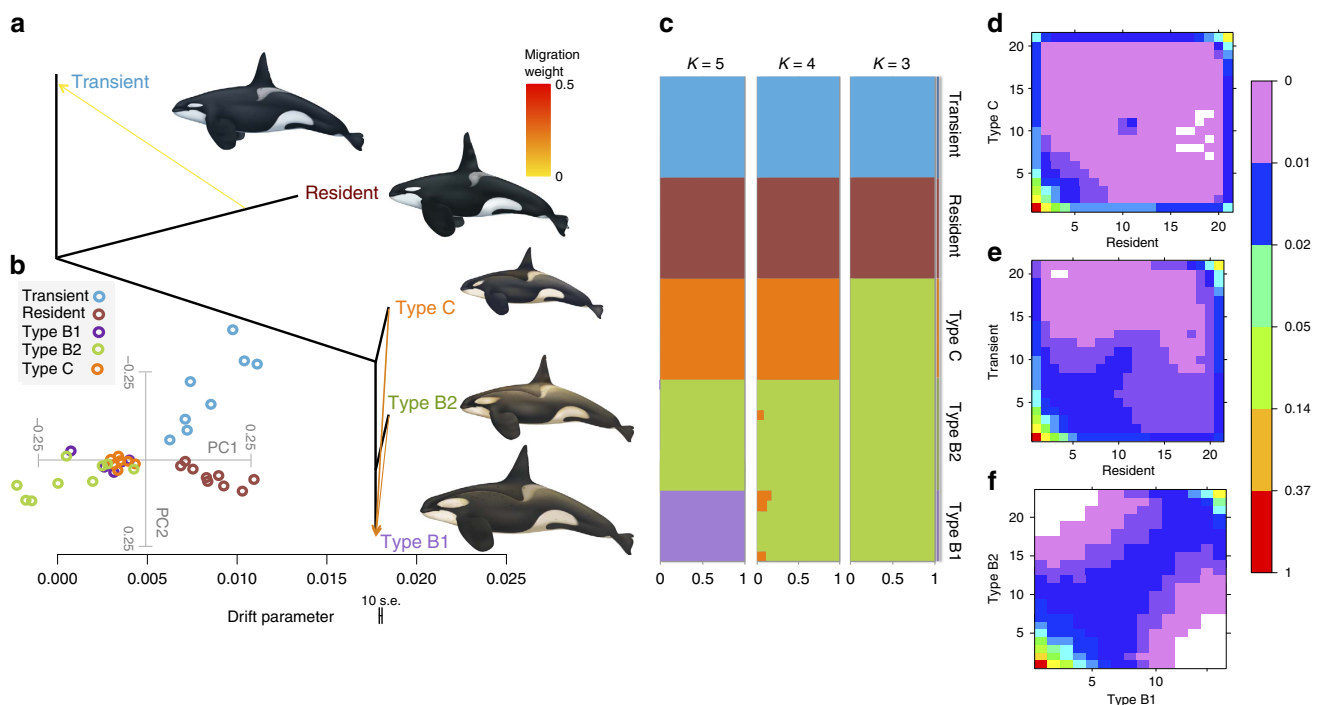 a
Transient
Resident
Migration
weight
0.5
0
Type C
Type B2
Type B1
b
Transient
Resident
Type B1
Type B2
Type C
−0.25
−0.25
PC1
0.25
PC2
0.25
0.000
0.005
0.010
0.015
0.020
0.025
10 s.e.
Drift parameter
c
K = 5
K = 4
K = 3
Transient
Resident
Type C
Type B2
Type B1
0
0.5
1
0
0.5
1
0
0.5
1
d
Type C
20
15
10
5
5
10
15
20
Resident
e
Transient
20
15
10
5
5
10
15
20
Resident
f
Type B2
20
15
10
5
5
10
Type B1
0
0.01
0.02
0.05
0.14
0.37
1